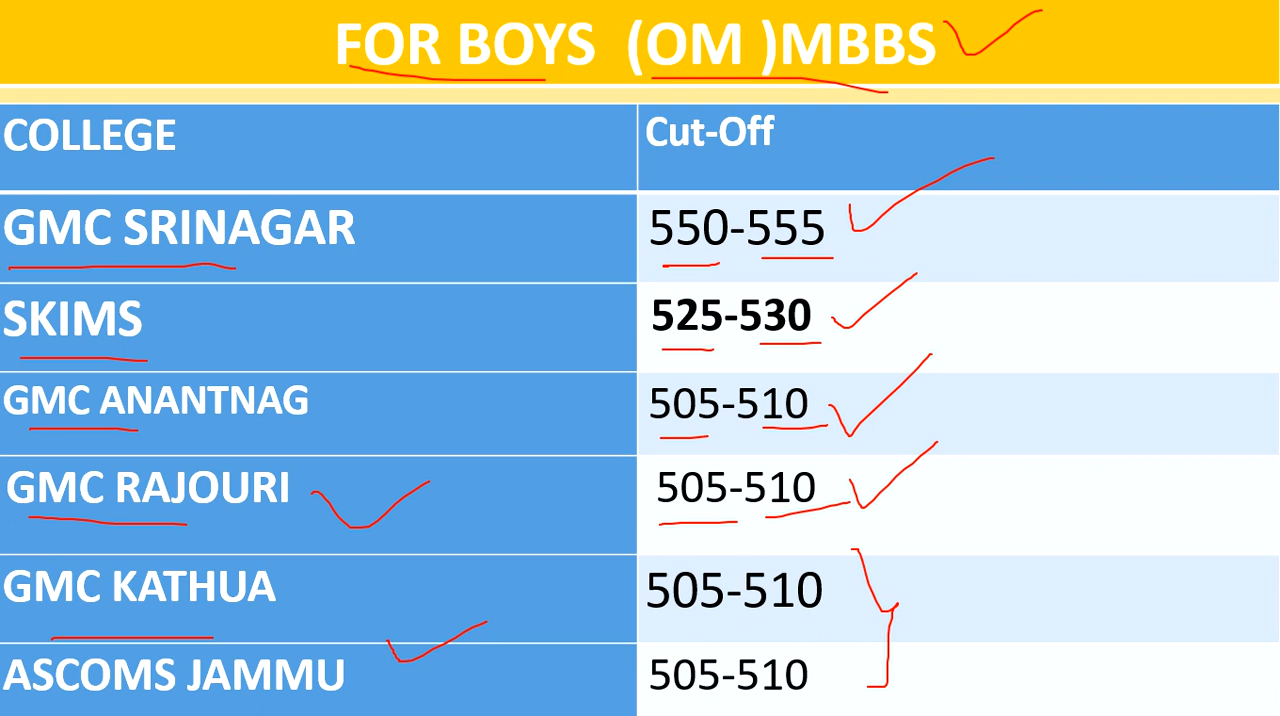 FOR BOYS (OM )MBBS
COLLEGE Cut-Off
GMC SRINAGAR 550-555
SKIMS 525-530
GMC ANANTNAG 505-510
GMC RAJOURI 505-510
GMC KATHUA 505-510
ASCOMS JAMMU 505-510